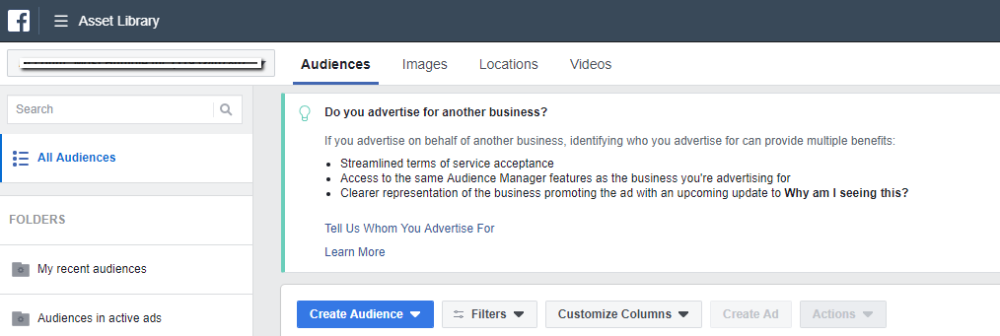 Asset Library
Audiences Images Locations Videos
Search
All Audiences
FOLDERS
My recent audiences
Audiences in active ads
Do you advertise for another business?
If you advertise on behalf of another business, identifying who you advertise for can provide multiple benefits:
Streamlined terms of service acceptance
Access to the same Audience Manager features as the business you're advertising for
Clearer representation of the business promoting the ad with an upcoming update to Why am I seeing this?
Tell Us Whom You Advertise For
Learn More
Create Audience Filters Customize Columns Create Ad Actions